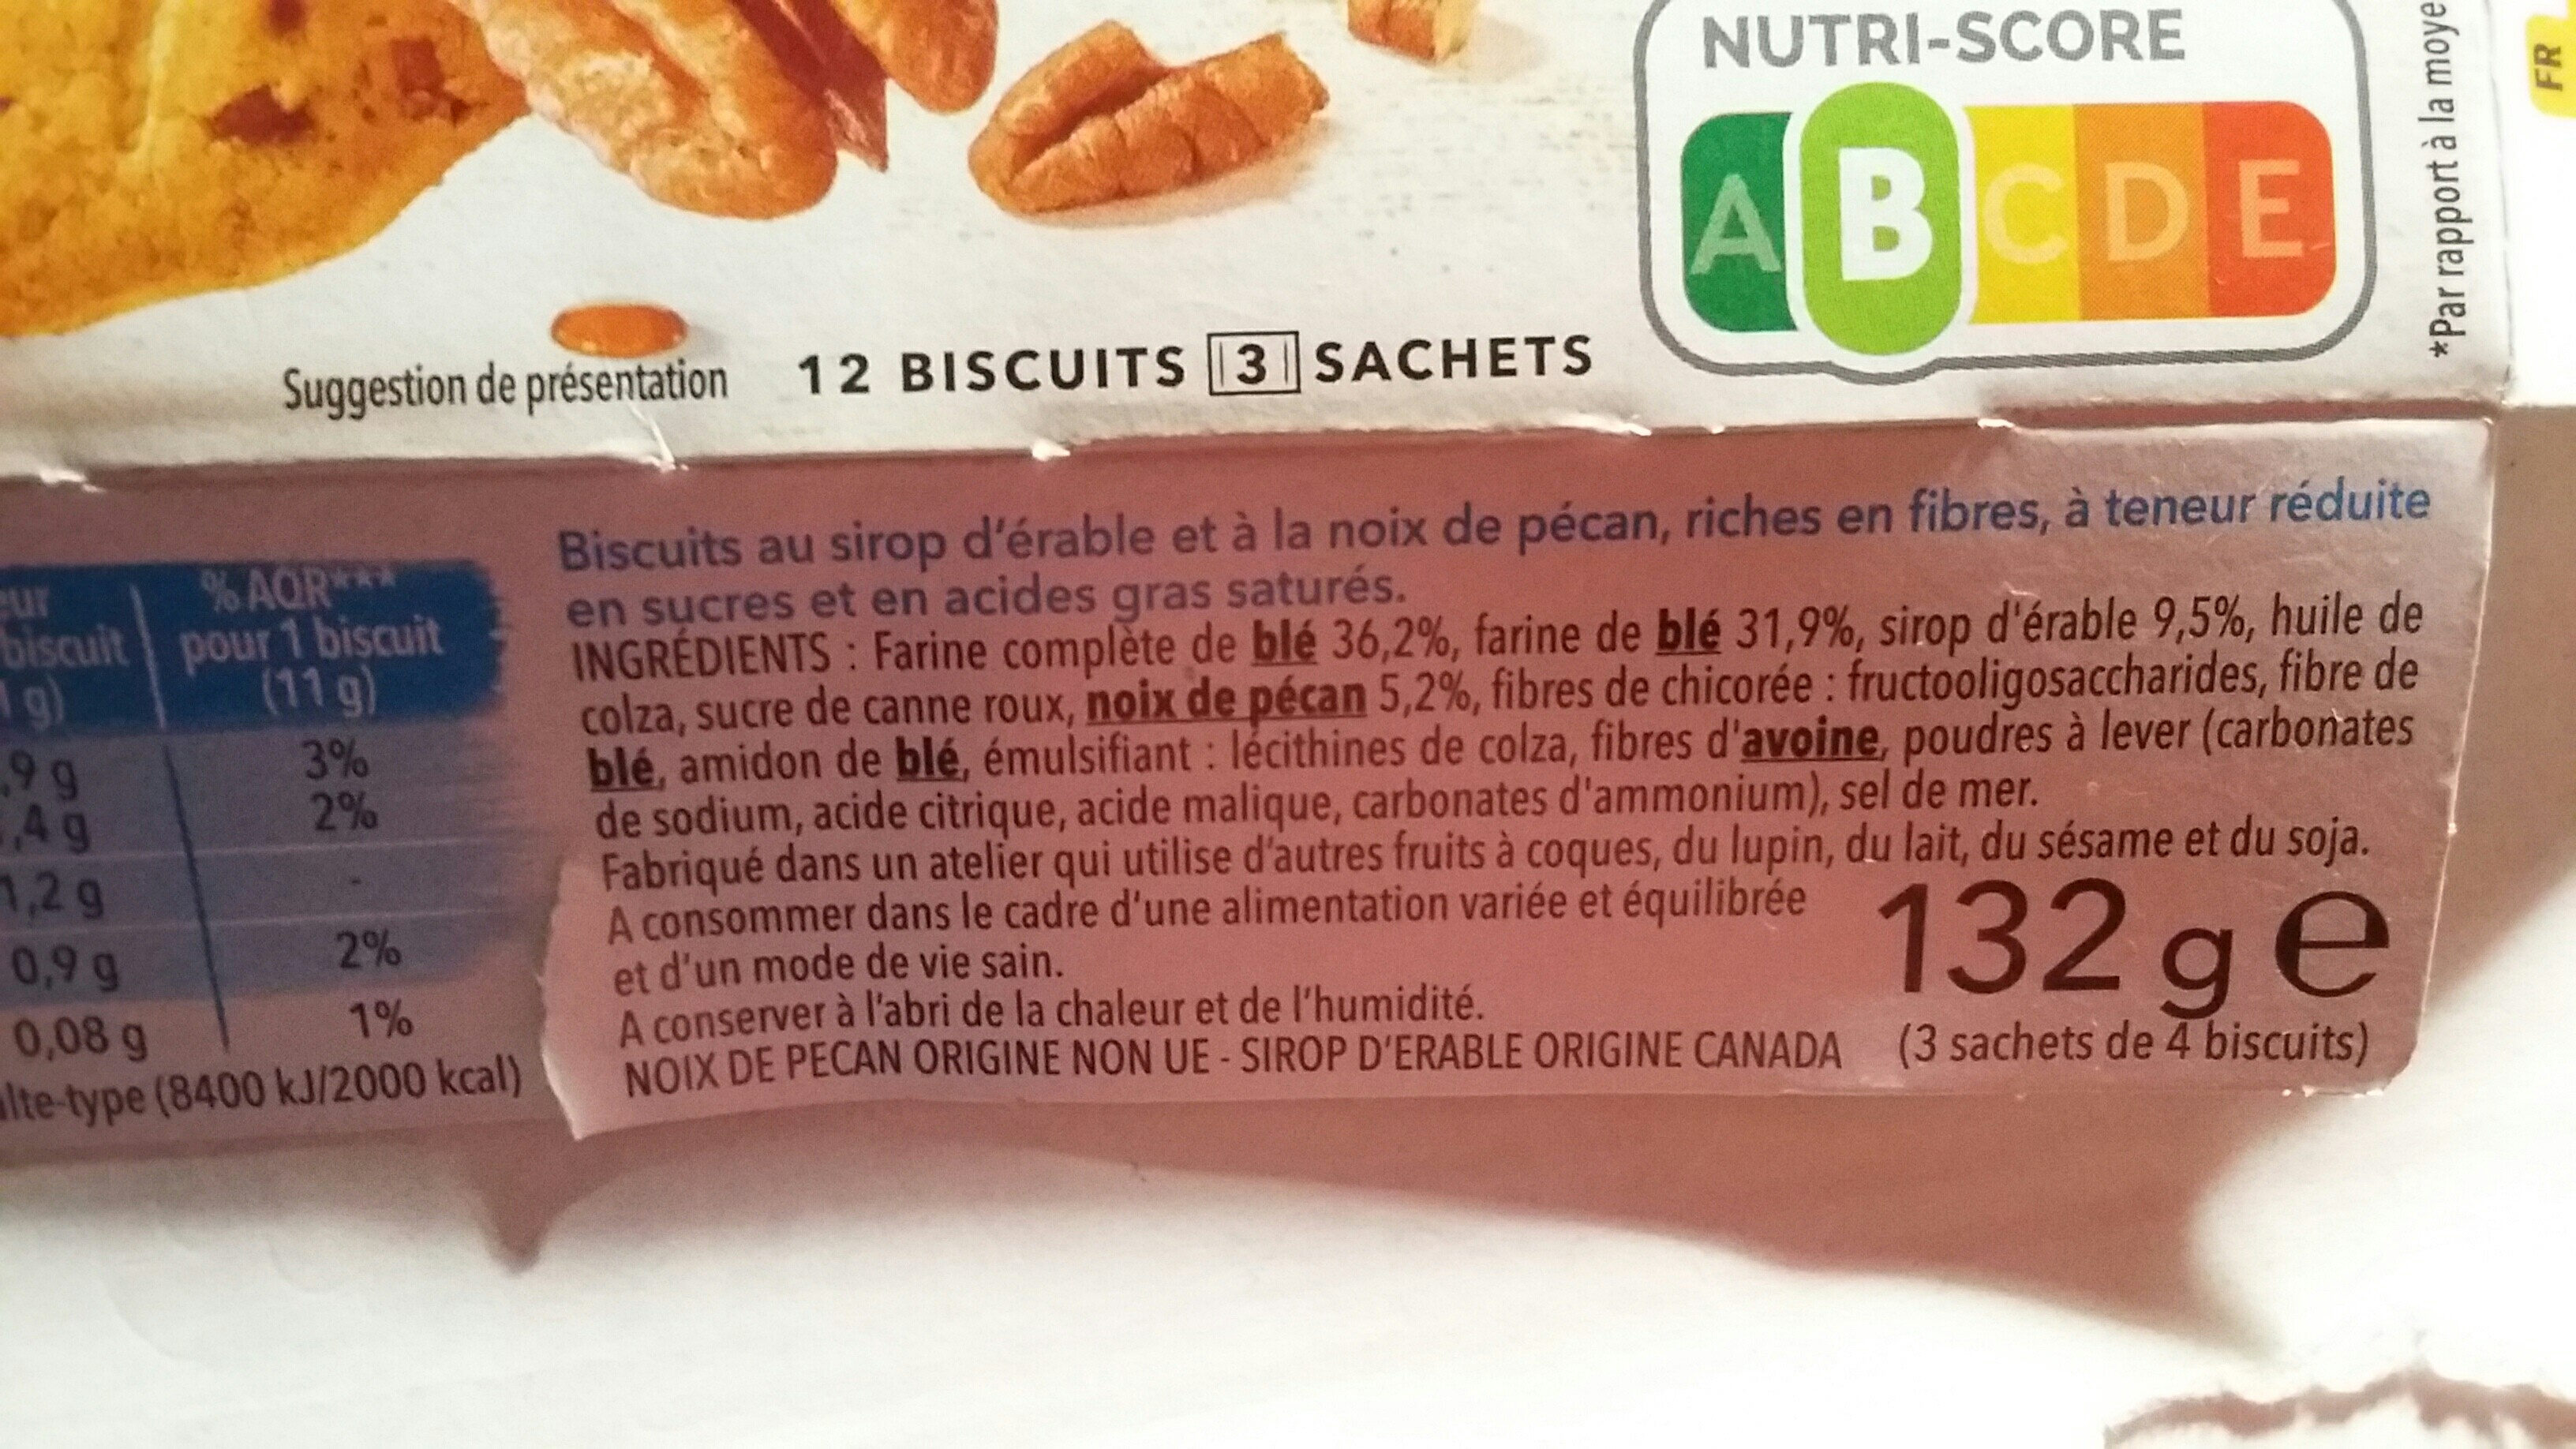 NUTRI-SCORE
A B C D E
*Par rapport à la
FR
Suggestion de présentation 12 BISCUITS 3 SACHETS
% AQR***
biscuit pour 1 biscuit
(11 g)
3%
2%
1,2 g -
0,9 g 2%
0,08 g 1%
(8400 kJ/2000 kcal)
Biscuits au sirop d'érable et à la noix de pécan, riches en fibres, à teneur réduite
en sucres et en acides gras saturés.
INGRÉDIENTS : Farine complète de blé 36,2%, farine de blé 31,9%, sirop d'érable 9,5%, huile de
colza, sucre de canne roux, noix de pécan 5,2%, fibres de chicorée : fructooligosaccharides, fibre de
blé, amidon de blé, émulsifiant : lécithines de colza, fibres d'avoine, poudres à lever (carbonates
de sodium, acide citrique, acide malique, carbonates d'ammonium), sel de mer.
Fabriqué dans un atelier qui utilise d'autres fruits à coques, du lupin, du lait, du sésame et du soja.
A consommer dans le cadre d'une alimentation variée et équilibrée
et d'un mode de vie sain.
A conserver à l'abri de la chaleur et de l'humidité.
NOIX DE PECAN ORIGINE NON UE - SIROP D'ERABLE ORIGINE CANADA
132 g e
(3 sachets de 4 biscuits)